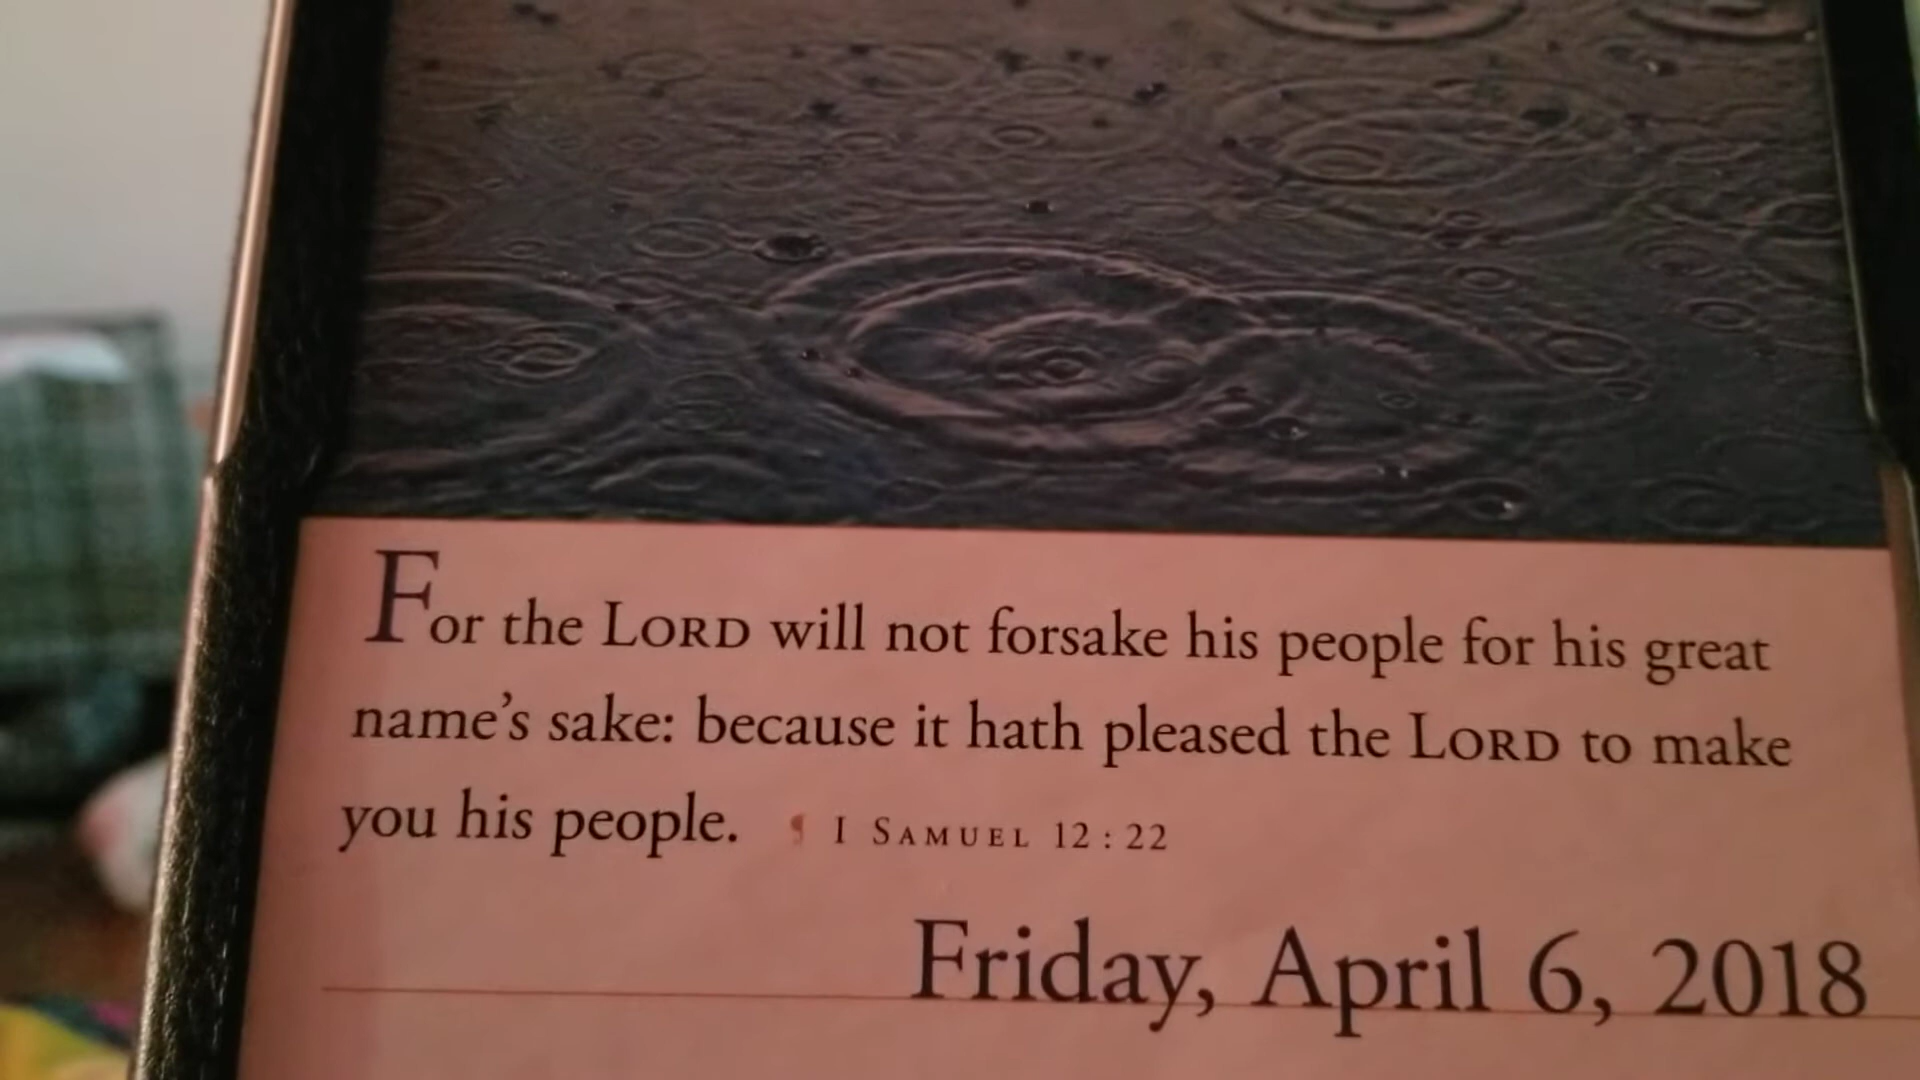 For the LORD will not forsake his people for his great
name’s sake: because it hath pleased the LORD to make
you his people. ¶ I SAMUEL 12:22
Friday, April 6, 2018